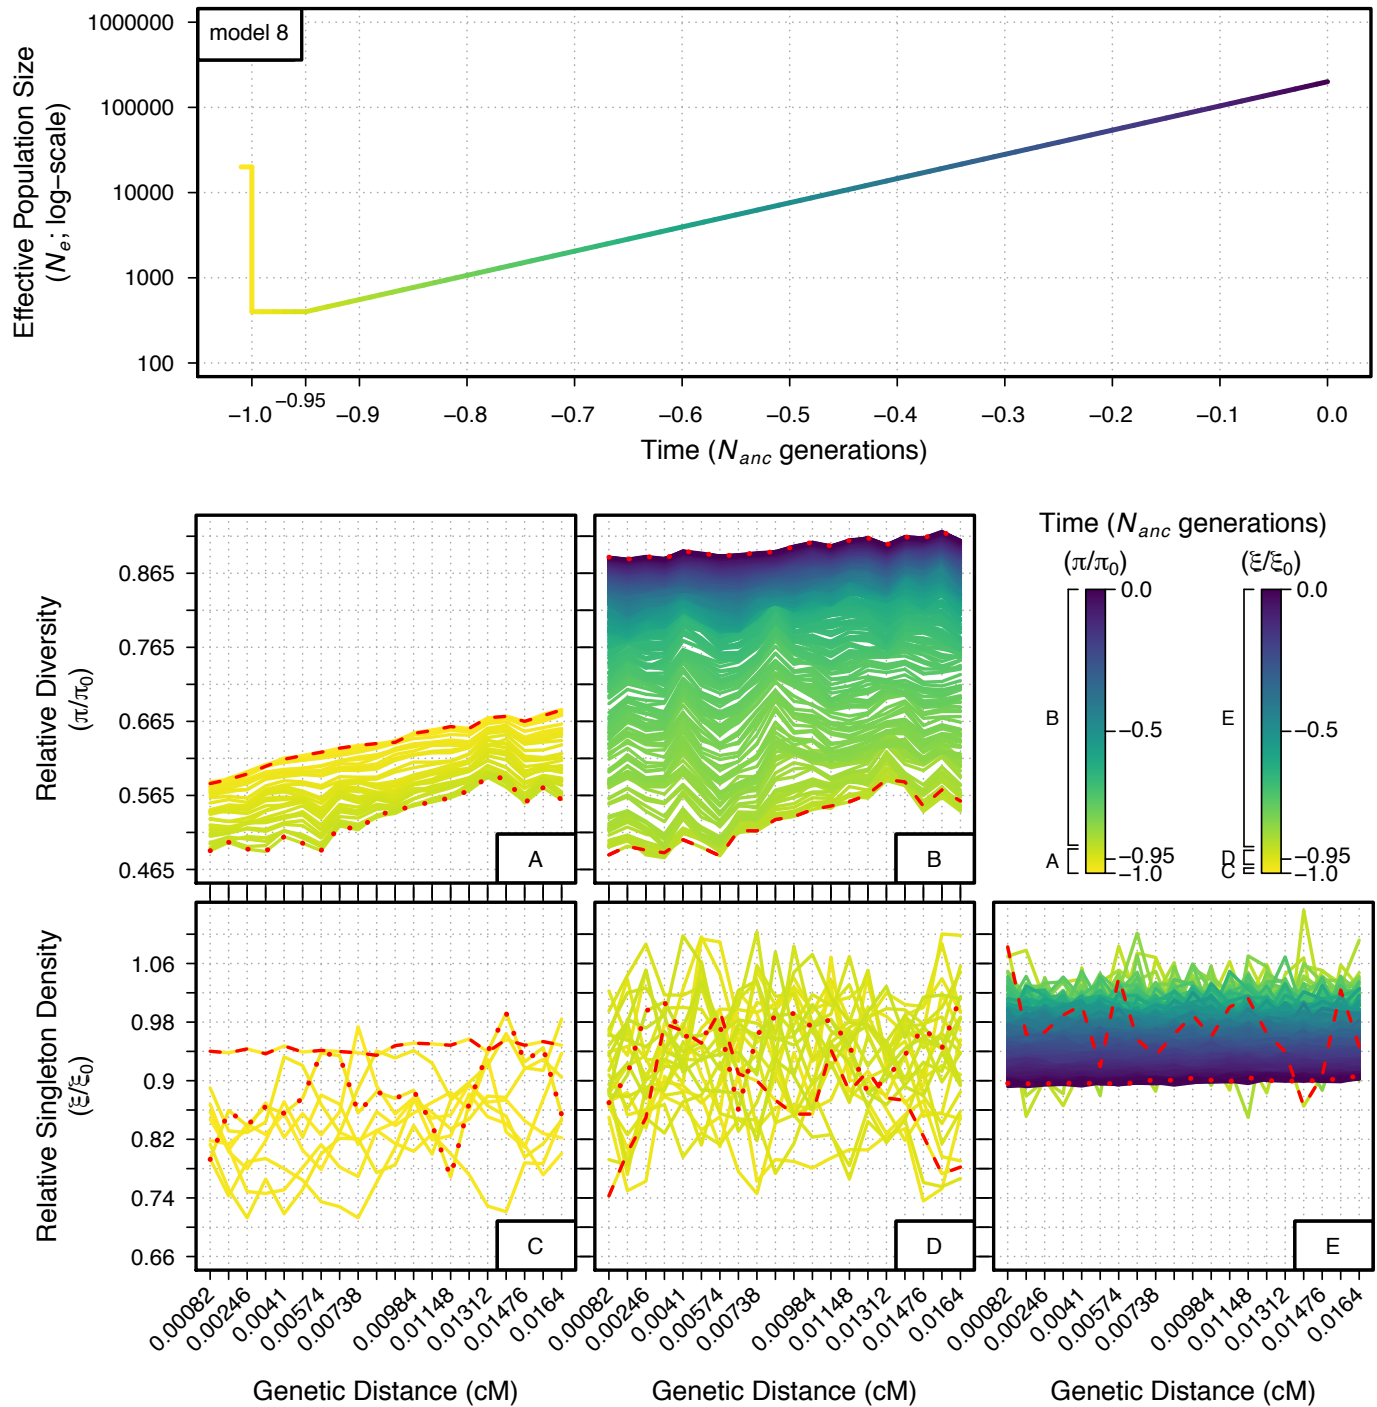 model 8
Effective Population Size
(Ne; log−scale)
1000000
100000
10000
1000
100
−1.0
−0.95
−0.9
−0.8
−0.7
−0.6
−0.5
−0.4
−0.3
−0.2
−0.1
0.0
Time (Nanc generations)
Relative Diversity
(π/π0)
0.865
0.765
0.665
0.565
0.465
A
B
Time (Nanc generations)
(π/π0)
0.0
−0.5
−0.95
−1.0
B
A
(ξ/ξ0)
0.0
−0.5
−0.95
−1.0
E
D
C
Relative Singleton Density
(ξ/ξ0)
1.06
0.98
0.9
0.82
0.74
0.66
C
D
E
0.00082
0.00246
0.0041
0.00574
0.00738
0.00984
0.01148
0.01312
0.01476
0.0164
Genetic Distance (cM)
0.00082
0.00246
0.0041
0.00574
0.00738
0.00984
0.01148
0.01312
0.01476
0.0164
Genetic Distance (cM)
0.00082
0.00246
0.0041
0.00574
0.00738
0.00984
0.01148
0.01312
0.01476
0.0164
Genetic Distance (cM)